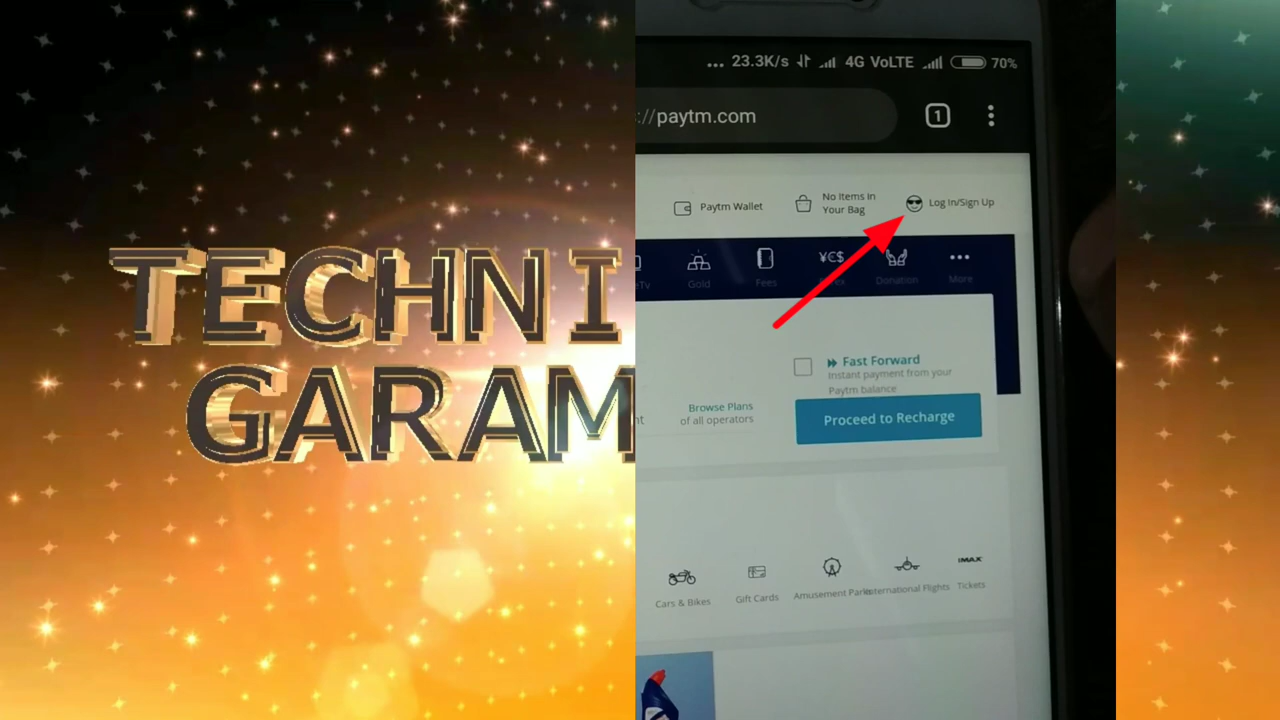 TECHNI
GARAM
... 23.3K/s 4G VoLTE 70%
://paytm.com
1
Paytm Wallet
No Items in
Your Bag
Log In/Sign Up
Gold
Fees
Donation
More
Fast Forward
Instant payment from your
Paytm balance
Browse Plans
of all operators
Proceed to Recharge
Cars & Bikes
Gift Cards
Amusement Parks
International Flights
IMAX
Tickets